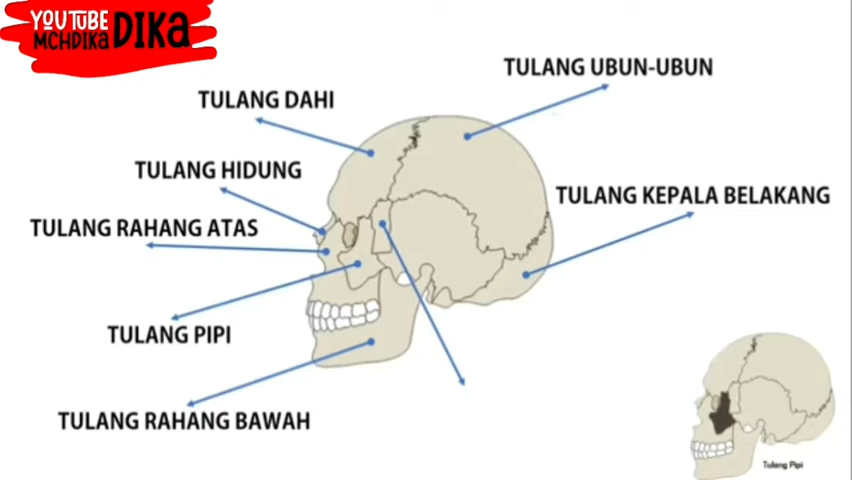 YOUTUBE
MCHDIKA DIKA
TULANG UBUN-UBUN
TULANG DAHI
TULANG HIDUNG
TULANG KEPALA BELAKANG
TULANG RAHANG ATAS
TULANG PIPI
TULANG RAHANG BAWAH
Tulang Pipi